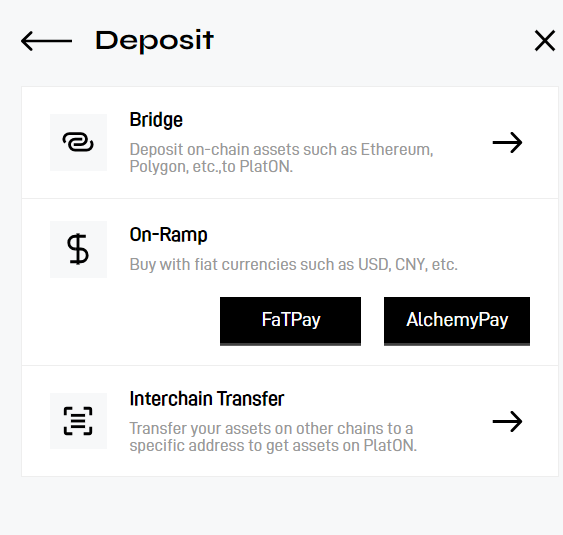 Deposit
Bridge
Deposit on-chain assets such as Ethereum,
Polygon, etc.,to PlatON.
$
On-Ramp
Buy with fiat currencies such as USD, CNY, etc.
FaTPay
AlchemyPay
Interchain Transfer
Transfer your assets on other chains to a
specific address to get assets on PlatON.